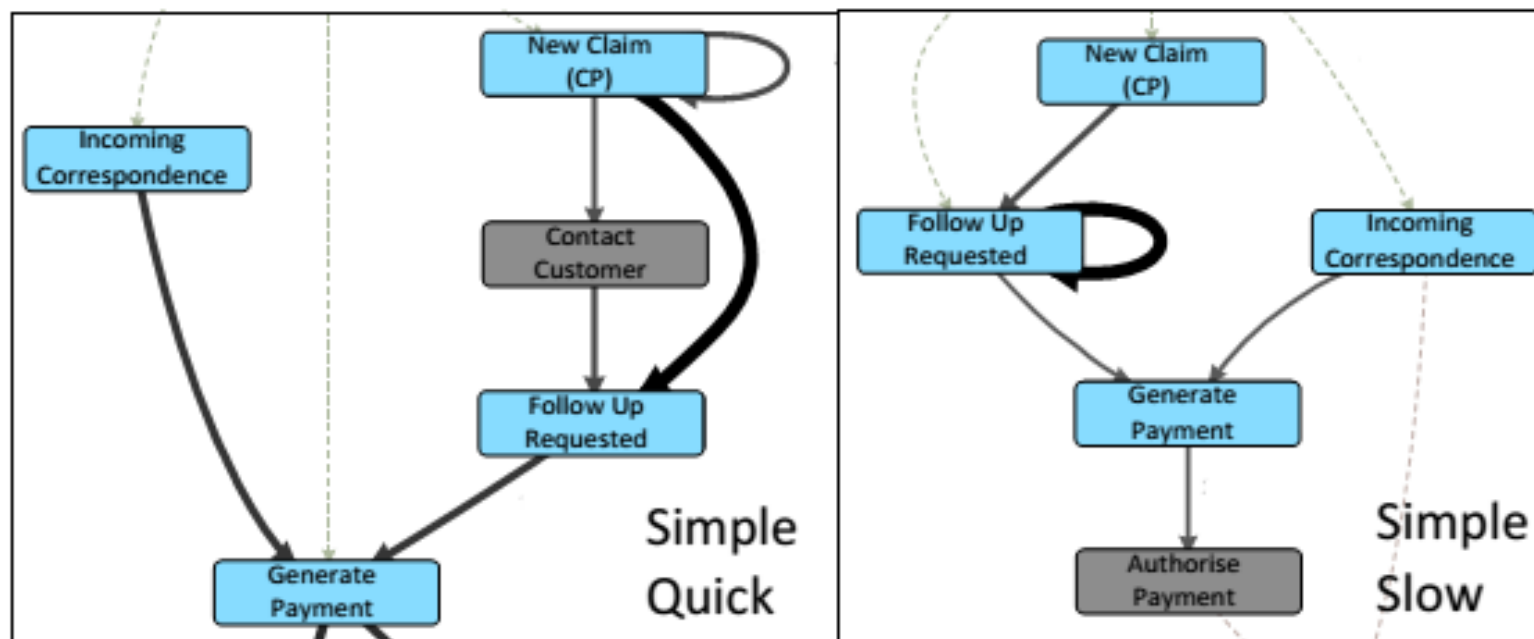 New Claim
(CP)
Incoming
Correspondence
Contact
Customer
Follow Up
Requested
Simple
Quick
Generate
Payment
New Claim
(CP)
Follow Up
Requested
Incoming
Correspondence
Generate
Payment
Simple
Slow
Authorise
Payment